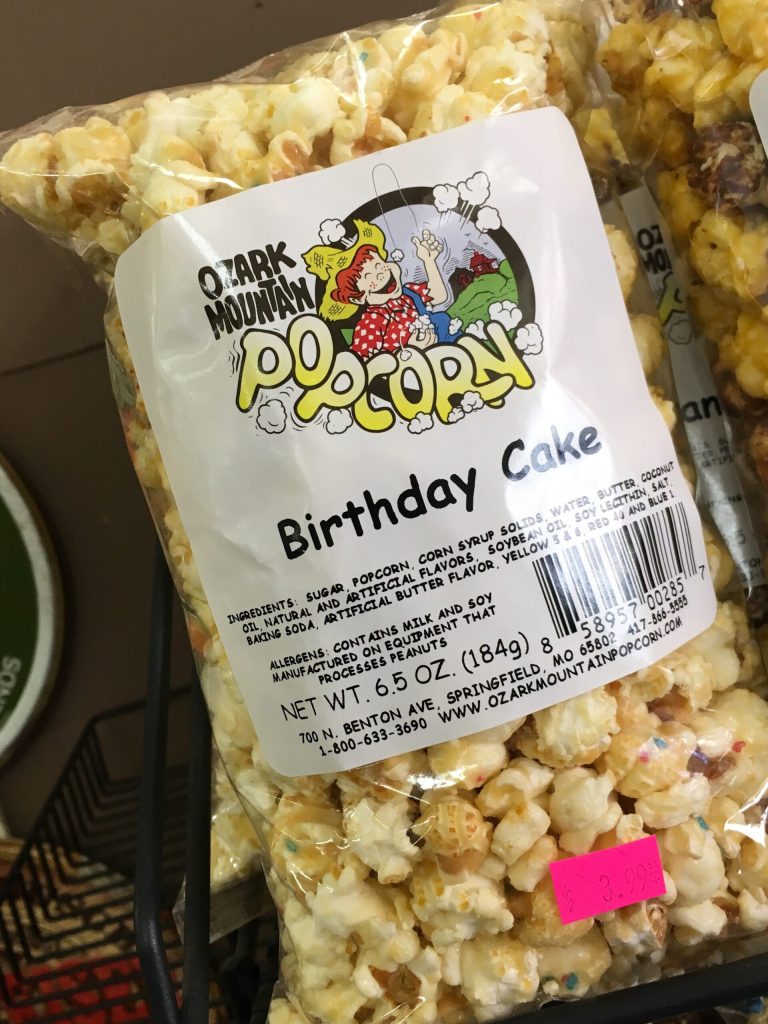 OZARK
MOUNTAIN
POPCORN
Birthday Cake
INGREDIENTS: SUGAR, POPCORN, CORN SYRUP SOLIDS, WATER, BUTTER, COCONUT
OIL, NATURAL AND ARTIFICIAL FLAVORS, SOYBEAN OIL, SOY LECITHIN, SALT,
BAKING SODA, ARTIFICIAL BUTTER FLAVOR, YELLOW 5 & 6, RED 40 AND BLUE 1
ALLERGENS: CONTAINS MILK AND SOY
MANUFACTURED ON EQUIPMENT THAT
PROCESSES PEANUTS
8 58957 00285 7
NET WT. 6.5 OZ. (184g)
700 N. BENTON AVE, SPRINGFIELD, MO 65802 417-866-5555
1-800-633-3690 WWW.OZARKMOUNTAINPOPCORN.COM
$ 3.99